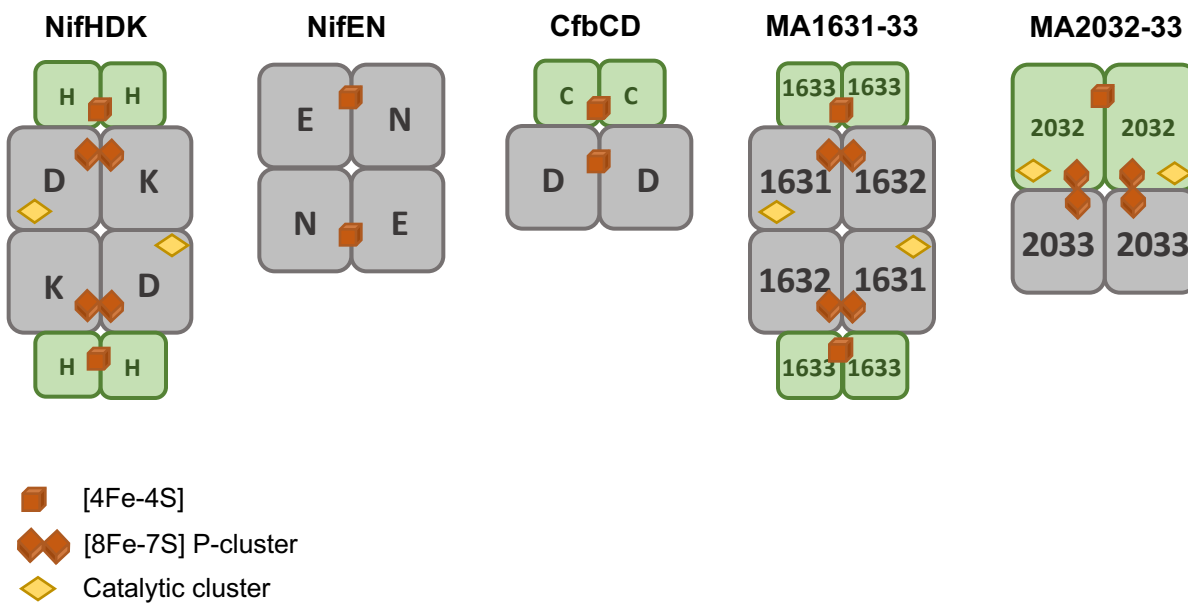 NifHDK NifEN CfbCD MA1631-33 MA2032-33
H H C C 1633 1633
E N 2032 2032
D K D D 1631 1632
N E 2033 2033
K D 1632 1631
H H 1633 1633
[4Fe-4S]
[8Fe-7S] P-cluster
Catalytic cluster